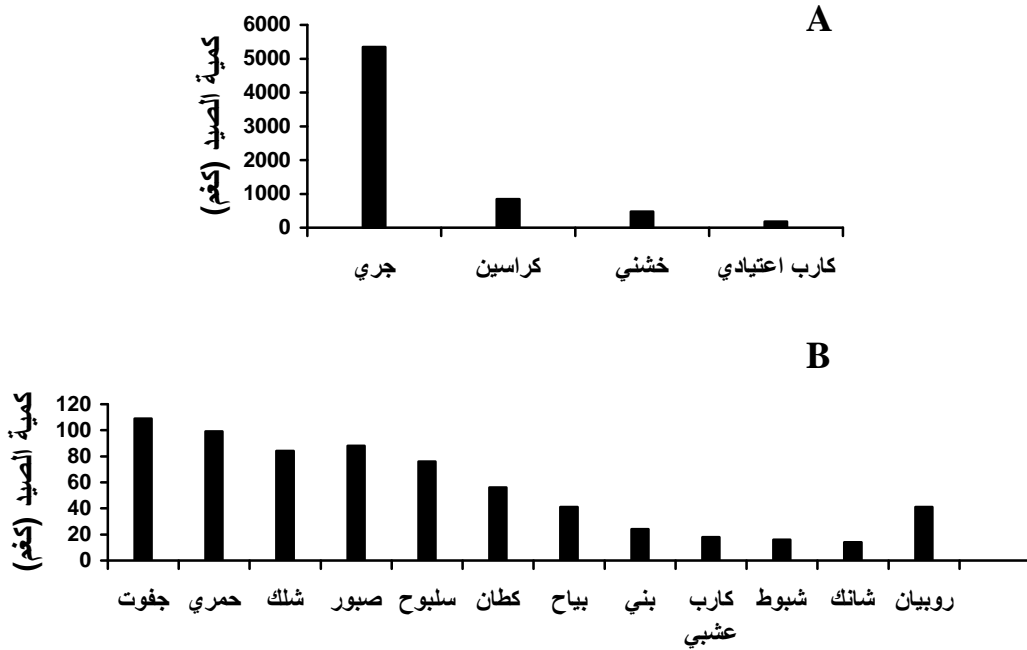 A
كمية الصيد (كغم)
6000
5000
4000
3000
2000
1000
0
جري كراسين خشني كارب اعتيادي
B
كمية الصيد (كغم)
120
100
80
60
40
20
0
جفوت حمري شلك صبور سلبوح كطان بياح بني كارب عشبي شبوط شانك روبيان